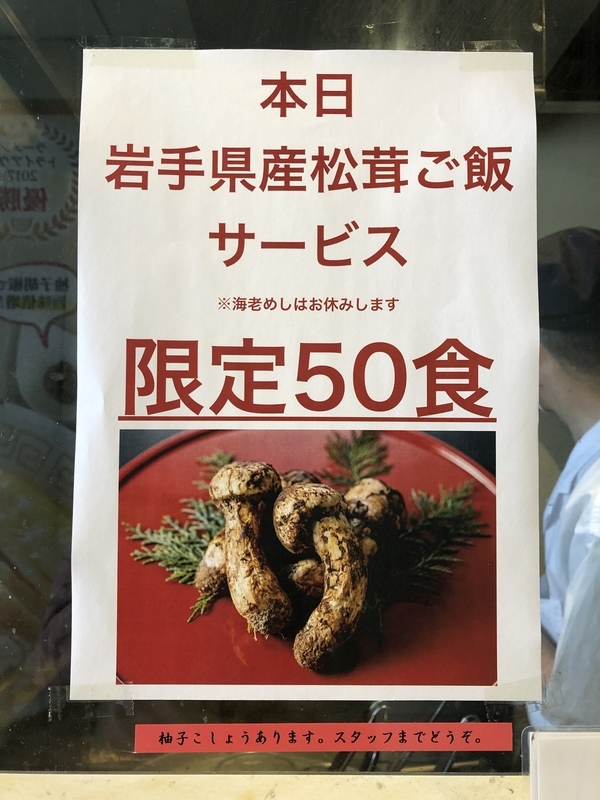 本日
岩手県産松茸ご飯
サービス
※海老めしはお休みします
限定50食
柚子こしょうあります。スタッフまでどうぞ。